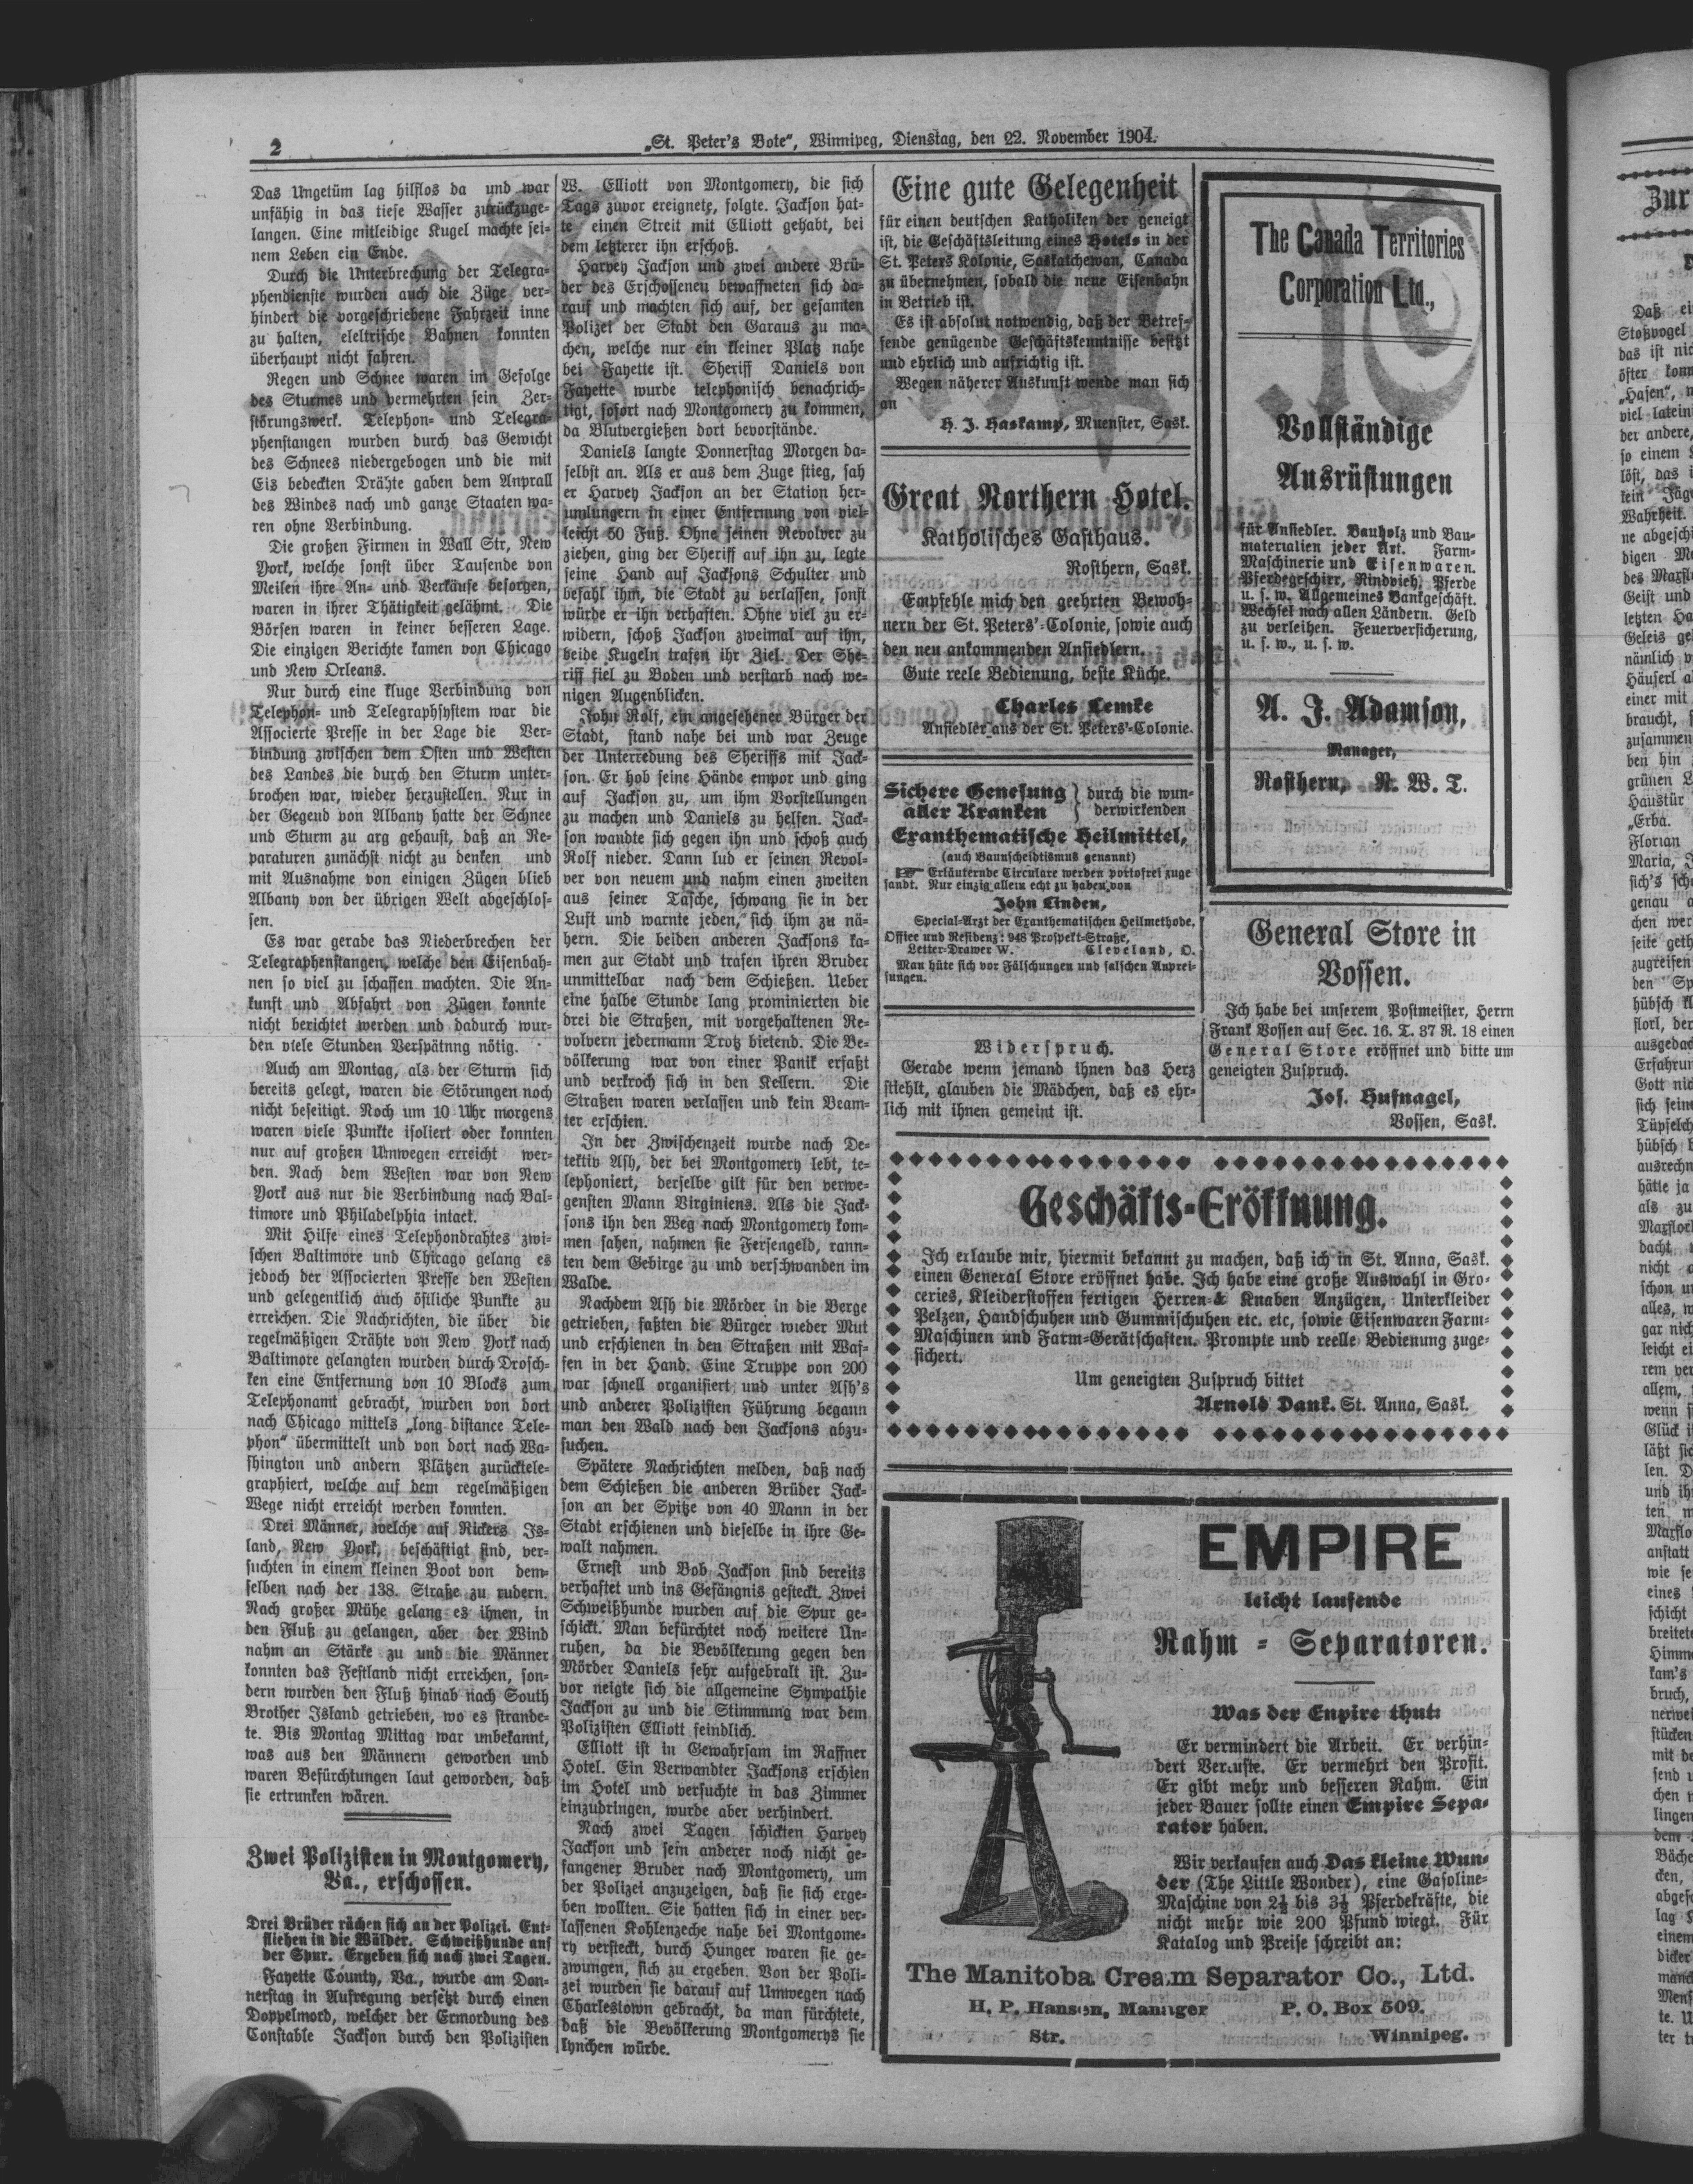 2
„St. Peter's Bote", Winnipeg, Dienstag, den 22. November 1904.
Das Ungetüm lag hilflos da und war
unfähig in das tiefe Wasser zurückzuge-
langen. Eine mitleidige Kugel machte sei-
nem Leben ein Ende.
Durch die Unterbrechung der Telegra-
phendienste wurden auch die Züge ver-
hindert die vorgeschriebene Fahrzeit inne
zu halten, elektrische Bahnen konnten
überhaupt nicht fahren.
Regen und Schnee waren im Gefolge
des Sturmes und vermehrten sein Zer-
störungswerk. Telephon- und Telegra-
phenstangen wurden durch das Gewicht
des Schnees niedergebogen und die mit
Eis bedeckten Drähte gaben dem Anprall
des Windes nach und ganze Staaten wa-
ren ohne Verbindung.
Die großen Firmen in Wall Str, New
York, welche sonst über Tausende von
Meilen ihre An- und Verkäufe besorgen,
waren in ihrer Thätigkeit gelähmt. Die
Börsen waren in keiner besseren Lage.
Die einzigen Berichte kamen von Chicago
und New Orleans.
Nur durch eine kluge Verbindung von
Telephon- und Telegraphsystem war die
Associerte Presse in der Lage die Ver-
bindung zwischen dem Osten und Westen
des Landes die durch den Sturm unter-
brochen war, wieder herzustellen. Nur in
der Gegend von Albany hatte der Schnee
und Sturm zu arg gehaust, daß an Re-
paraturen zunächst nicht zu denken und
mit Ausnahme von einigen Zügen blieb
Albany von der übrigen Welt abgeschlos-
sen.
Es war gerade das Niederbrechen der
Telegraphenstangen, welche den Eisenbah-
nen so viel zu schaffen machten. Die An-
kunft und Abfahrt von Zügen konnte
nicht berichtet werden und dadurch wur-
den viele Stunden Verspätung nötig.
Auch am Montag, als der Sturm sich
bereits gelegt, waren die Störungen noch
nicht beseitigt. Noch um 10 Uhr morgens
waren viele Punkte isoliert oder konnten
nur auf großen Umwegen erreicht wer-
den. Nach dem Westen war von New
York aus nur die Verbindung nach Bal-
timore und Philadelphia intact.
Mit Hilfe eines Telephondrahtes zwi-
schen Baltimore und Chicago gelang es
jedoch der Associerten Presse den Westen
und gelegentlich auch östliche Punkte zu
erreichen. Die Nachrichten, die über die
regelmäßigen Drähte von New York nach
Baltimore gelangten wurden durch Drosch-
ken eine Entfernung von 10 Blocks zum
Telephonamt gebracht, wurden von dort
nach Chicago mittels „long distance Tele-
phon" übermittelt und von dort nach Wa-
shington und andern Plätzen zurücktele-
graphiert, welche auf dem regelmäßigen
Wege nicht erreicht werden konnten.
Drei Männer, welche auf Rickers Is-
land, New York, beschäftigt sind, ver-
suchten in einem kleinen Boot von dem-
selben nach der 138. Straße zu rudern.
Nach großer Mühe gelang es ihnen, in
den Fluß zu gelangen, aber der Wind
nahm an Stärke zu und die Männer
konnten das Festland nicht erreichen, son-
dern wurden den Fluß hinab nach South
Brother Island getrieben, wo es strande-
te. Bis Montag Mittag war unbekannt,
was aus den Männern geworden und
waren Befürchtungen laut geworden, daß
sie ertrunken wären.
Zwei Polizisten in Montgomery,
Va., erschossen.
Drei Brüder rächen sich an der Polizei. Ent-
fliehen in die Wälder. Schweißhunde auf
der Spur. Ergeben sich nach zwei Tagen.
Fayette County, Va., wurde am Don-
nerstag in Aufregung versetzt durch einen
Doppelmord, welcher der Ermordung des
Constable Jackson durch den Polizisten
W. Elliott von Montgomery, die sich
Tags zuvor ereignete, folgte. Jackson hat-
te einen Streit mit Elliott gehabt, bei
dem letzterer ihn erschoß.
Harvey Jackson und zwei andere Brü-
der des Erschossenen bewaffneten sich da-
rauf und machten sich auf, der gesamten
Polizei der Stadt den Garaus zu ma-
chen, welche nur ein kleiner Platz nahe
bei Fayette ist. Sheriff Daniels von
Fayette wurde telephonisch benachrich-
tigt, sofort nach Montgomery zu kommen,
da Blutvergießen dort bevorstände.
Daniels langte Donnerstag Morgen da-
selbst an. Als er aus dem Zuge stieg, sah
er Harvey Jackson an der Station her-
umlungern in einer Entfernung von viel-
leicht 50 Fuß. Ohne seinen Revolver zu
ziehen, ging der Sheriff auf ihn zu, legte
seine Hand auf Jacksons Schulter und
befahl ihm, die Stadt zu verlassen, sonst
würde er ihn verhaften. Ohne viel zu er-
widern, schoß Jackson zweimal auf ihn,
beide Kugeln trafen ihr Ziel. Der She-
riff fiel zu Boden und verstarb nach we-
nigen Augenblicken.
John Rolf, ein angesehener Bürger der
Stadt, stand nahe bei und war Zeuge
der Unterredung des Sheriffs mit Jack-
son. Er hob seine Hände empor und ging
auf Jackson zu, um ihm Vorstellungen
zu machen und Daniels zu helfen. Jack-
son wandte sich gegen ihn und schoß auch
Rolf nieder. Dann lud er seinen Revol-
ver von neuem und nahm einen zweiten
aus seiner Tasche, schwang sie in der
Luft und warnte jeden, sich ihm zu nä-
hern. Die beiden anderen Jacksons ka-
men zur Stadt und trafen ihren Bruder
unmittelbar nach dem Schießen. Ueber
eine halbe Stunde lang prominierten die
drei die Straßen, mit vorgehaltenen Re-
volvern jedermann Trotz bietend. Die Be-
völkerung war von einer Panik erfaßt
und verkroch sich in den Kellern. Die
Straßen waren verlassen und kein Beam-
ter erschien.
In der Zwischenzeit wurde nach De-
tektiv Ash, der bei Montgomery lebt, te-
lephoniert, derselbe gilt für den verwe-
gensten Mann Virginiens. Als die Jack-
sons ihn den Weg nach Montgomery kom-
men sahen, nahmen sie Fersengeld, rann-
ten dem Gebirge zu und verschwanden im
Walde.
Nachdem Ash die Mörder in die Berge
getrieben, faßten die Bürger wieder Mut
und erschienen in den Straßen mit Waf-
fen in der Hand. Eine Truppe von 200
war schnell organisiert und unter Ash's
und anderer Polizisten Führung begann
man den Wald nach den Jacksons abzu-
suchen.
Spätere Nachrichten melden, daß nach
dem Schießen die anderen Brüder Jack-
son an der Spitze von 40 Mann in der
Stadt erschienen und dieselbe in ihre Ge-
walt nahmen.
Ernest und Bob Jackson sind bereits
verhaftet und ins Gefängnis gesteckt. Zwei
Schweißhunde wurden auf die Spur ge-
schickt. Man befürchtet noch weitere Un-
ruhen, da die Bevölkerung gegen den
Mörder Daniels sehr aufgebralt ist. Zu-
vor neigte sich die allgemeine Sympathie
Jackson zu und die Stimmung war dem
Polizisten Elliott feindlich.
Elliott ist in Gewahrsam im Raffner
Hotel. Ein Verwandter Jacksons erschien
im Hotel und versuchte in das Zimmer
einzudringen, wurde aber verhindert.
Nach zwei Tagen schickten Harvey
Jackson und sein anderer noch nicht ge-
fangener Bruder nach Montgomery, um
der Polizei anzuzeigen, daß sie sich erge-
ben wollten. Sie hatten sich in einer ver-
lassenen Kohlenzeche nahe bei Montgome-
ry versteckt, durch Hunger waren sie ge-
zwungen, sich zu ergeben. Von der Poli-
zei wurden sie darauf auf Umwegen nach
Charlestown gebracht, da man fürchtete,
daß die Bevölkerung Montgomerys sie
lynchen würde.
Eine gute Gelegenheit
für einen deutschen Katholiken der geneigt
ist, die Geschäftsleitung eines Hotels in der
St. Peters Kolonie, Saskatchewan, Canada
zu übernehmen, sobald die neue Eisenbahn
in Betrieb ist.
Es ist absolut notwendig, daß der Betref-
fende genügende Geschäftskenntnisse besitzt
und ehrlich und aufrichtig ist.
Wegen näherer Auskunft wende man sich
an
H. J. Haskamp, Muenster, Sask.
Great Northern Hotel.
Katholisches Gasthaus.
Rosthern, Sask.
Empfehle mich den geehrten Bewoh-
nern der St. Peters'-Colonie, sowie auch
den neu ankommenden Ansiedlern.
Gute reele Bedienung, beste Küche.
Charles Lemke
Ansiedler aus der St. Peters'-Colonie.
Sichere Genesung } durch die wun-
aller Kranken } derwirkenden
Exanthematische Heilmittel,
(auch Baunscheidtismus genannt)
☞ Erläuternde Circulare werden portofrei zuge
sandt. Nur einzig allein echt zu haben von
John Linden,
Special-Arzt der Exanthematischen Heilmethode.
Office und Residenz: 948 Prospekt-Straße,
Letter-Drawer W. Cleveland, O.
Man hüte sich vor Fälschungen und falschen Anprei-
sungen.
Widerspruch.
Gerade wenn jemand ihnen das Herz
stiehlt, glauben die Mädchen, daß es ehr-
lich mit ihnen gemeint ist.
The Canada Territories
Corporation Ltd.,
Vollständige
Ausrüstungen
für Ansiedler. Bauholz und Bau-
materialien jeder Art. Farm-
Maschinerie und Eisenwaren.
Pferdegeschirr, Rindvieh, Pferde
u. s. w. Allgemeines Bankgeschäft.
Wechsel nach allen Ländern. Geld
zu verleihen. Feuerversicherung,
u. s. w., u. s. w.
A. J. Adamson,
Manager,
Rosthern, N. W. T.
General Store in
Vossen.
Ich habe bei unserem Postmeister, Herrn
Frank Vossen auf Sec. 16. T. 37 R. 18 einen
General Store eröffnet und bitte um
geneigten Zuspruch.
Jos. Hufnagel,
Vossen, Sask.
Geschäfts-Eröffnung.
Ich erlaube mir, hiermit bekannt zu machen, daß ich in St. Anna, Sask.
einen General Store eröffnet habe. Ich habe eine große Auswahl in Gro-
ceries, Kleiderstoffen fertigen Herren- & Knaben Anzügen, Unterkleider
Pelzen, Handschuhen und Gummischuhen etc. etc, sowie Eisenwaren Farm-
Maschinen und Farm-Gerätschaften. Prompte und reelle Bedienung zuge-
sichert.
Um geneigten Zuspruch bittet
Arnold Dank. St. Anna, Sask.
EMPIRE
leicht laufende
Rahm - Separatoren.
Was der Enpire thut:
Er vermindert die Arbeit. Er verhin-
dert Verluste. Er vermehrt den Profit.
Er gibt mehr und besseren Rahm. Ein
jeder Bauer sollte einen Empire Sepa-
rator haben.
Wir verkaufen auch Das kleine Wun-
der (The Little Wonder), eine Gasoline-
Maschine von 2½ bis 3½ Pferdekräfte, die
nicht mehr wie 200 Pfund wiegt. Für
Katalog und Preise schreibt an:
The Manitoba Cream Separator Co., Ltd.
H. P. Hansen, Manager P. O. Box 509.
Str. Winnipeg.
Zur